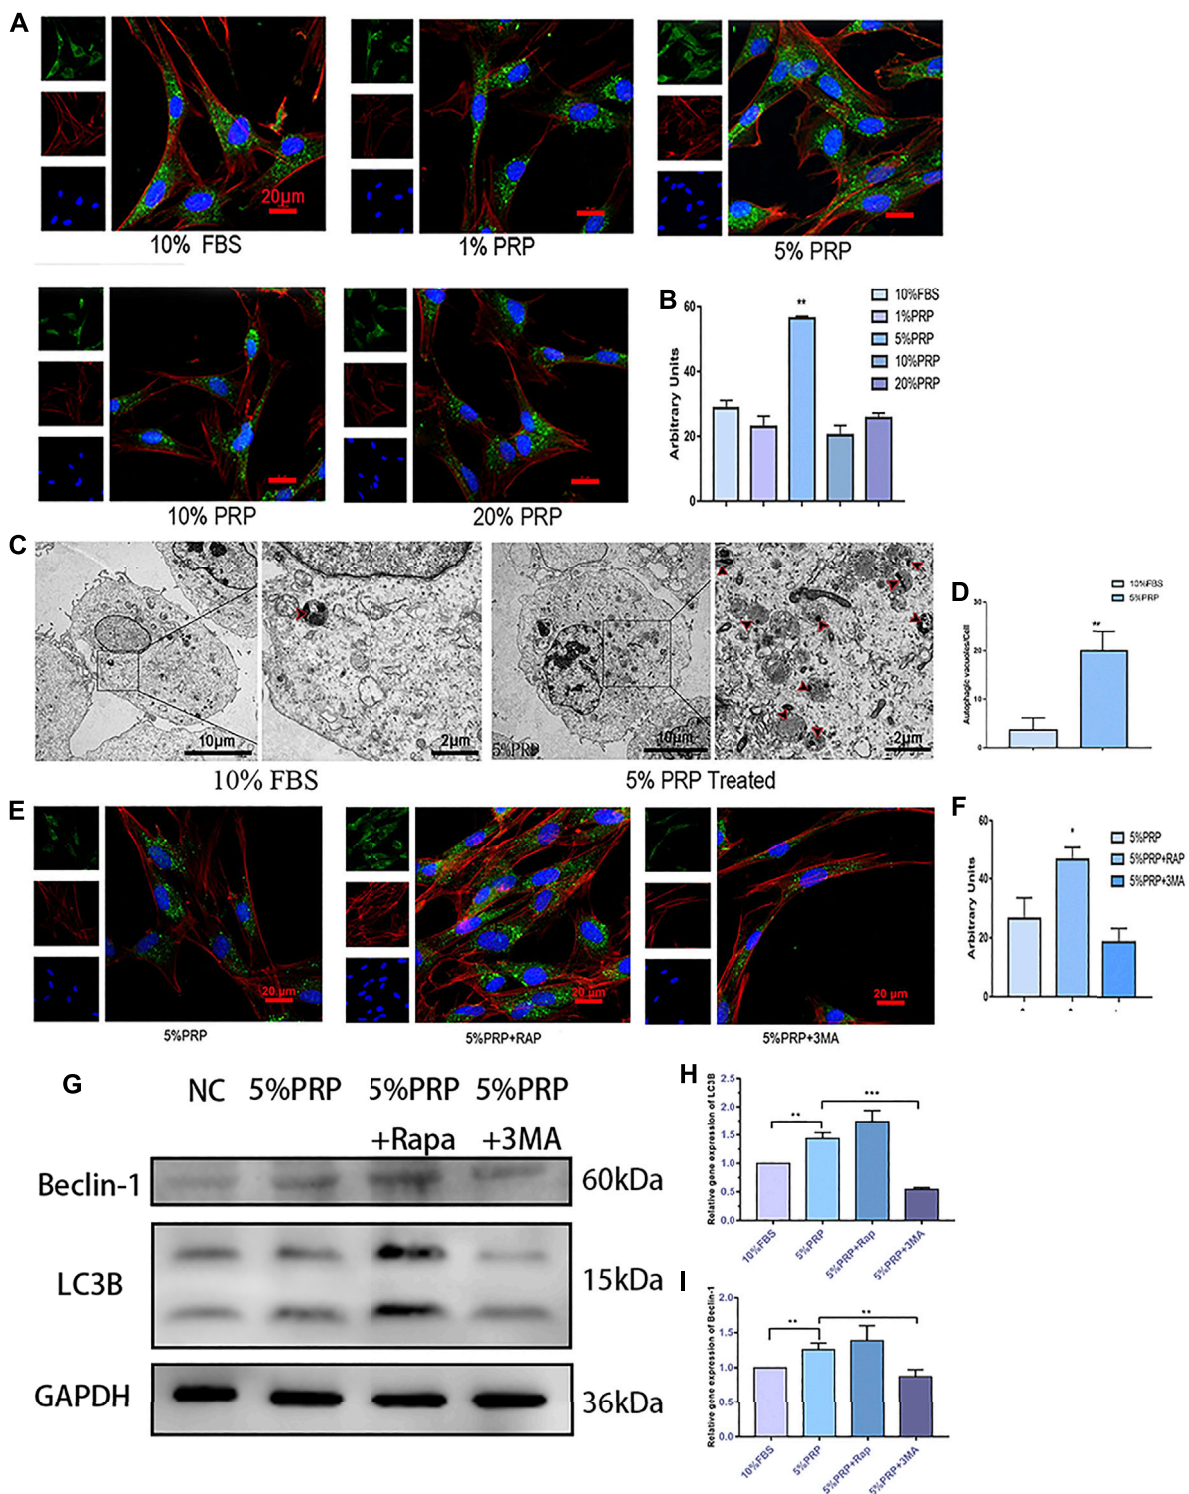 A
20μm
10% FBS
1% PRP
5% PRP
10% PRP
20% PRP
B
Arbitrary Units
60
40
20
0
**
10%FBS
1%PRP
5%PRP
10%PRP
20%PRP
C
10μm
2μm
5%PRP
10μm
2μm
10% FBS
5% PRP Treated
D
10%FBS
5%PRP
Autophagic vacuoles/Cell
30
20
10
0
E
20 μm
20 μm
20 μm
5%PRP
5%PRP+RAP
5%PRP+3MA
F
Arbitrary Units
60
40
20
0
*
5%PRP
5%PRP+RAP
5%PRP+3MA
G
NC 5%PRP 5%PRP 5%PRP
+Rapa +3MA
Beclin-1 60kDa
LC3B 15kDa
GAPDH 36kDa
H
Relative gene expression of LC3B
2.5
2.0
1.5
1.0
0.5
0.0
**
***
10%FBS
5%PRP
5%PRP+Rap
5%PRP+3MA
I
Relative gene expression of Beclin-1
2.0
1.5
1.0
0.5
0.0
**
**
10%FBS
5%PRP
5%PRP+Rap
5%PRP+3MA